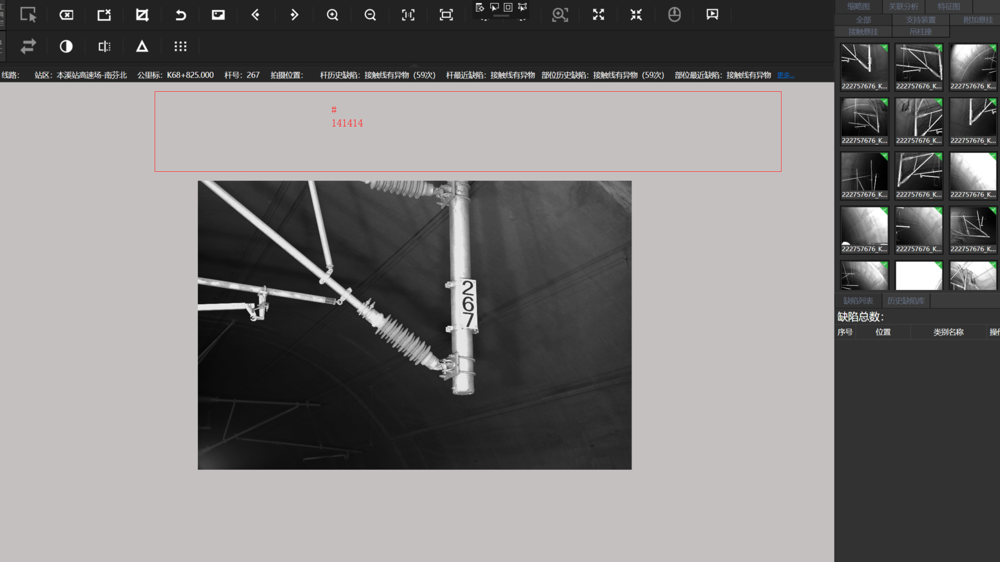 缩略图 关联分析 特征图
全部 支持装置 附加悬挂
接触悬挂 吊柱座
线路： 站区：本溪站高速场-南芬北 公里标：K68+825.000 杆号：267 拍摄位置： 杆历史缺陷：接触线有异物（59次） 杆最近缺陷：接触线有异物 部位历史缺陷：接触线有异物（59次） 部位最近缺陷：接触线有异物 更多...
#
141414
2
6
7
222757676_K... 222757676_K... 222757676_K...
222757676_K... 222757676_K... 222757676_K...
222757676_K... 222757676_K... 222757676_K...
222757676_K... 222757676_K... 222757676_K...
缺陷列表 历史缺陷库
缺陷总数：
序号 位置 类别名称